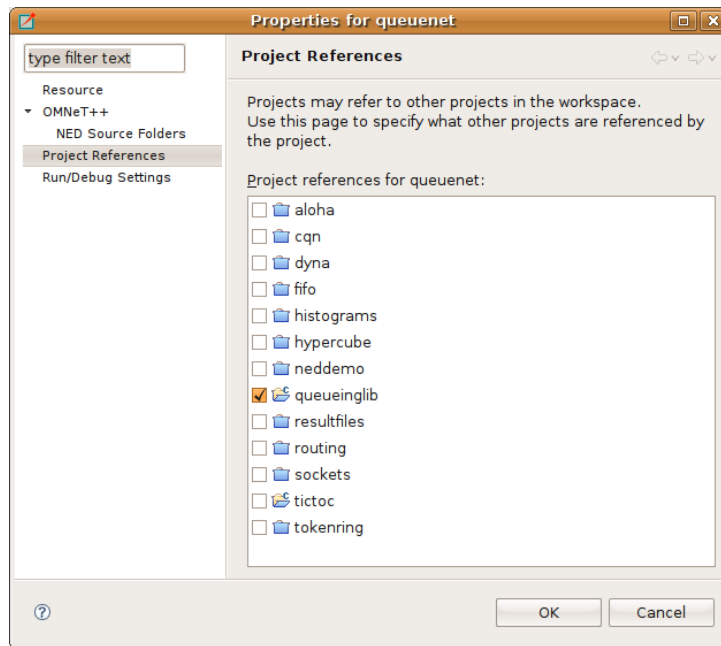 Properties for queuenet
type filter text
Resource
OMNeT++
NED Source Folders
Project References
Run/Debug Settings
Project References
Projects may refer to other projects in the workspace.
Use this page to specify what other projects are referenced by
the project.
Project references for queuenet:
aloha
cqn
dyna
fifo
histograms
hypercube
neddemo
queueinglib
resultfiles
routing
sockets
tictoc
tokenring
?
OK
Cancel